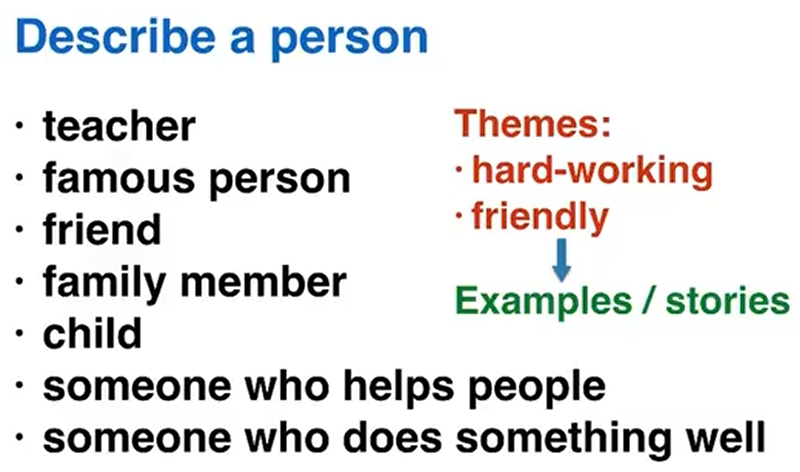 Describe a person
· teacher
· famous person
· friend
· family member
· child
· someone who helps people
· someone who does something well
Themes:
· hard-working
· friendly
Examples / stories